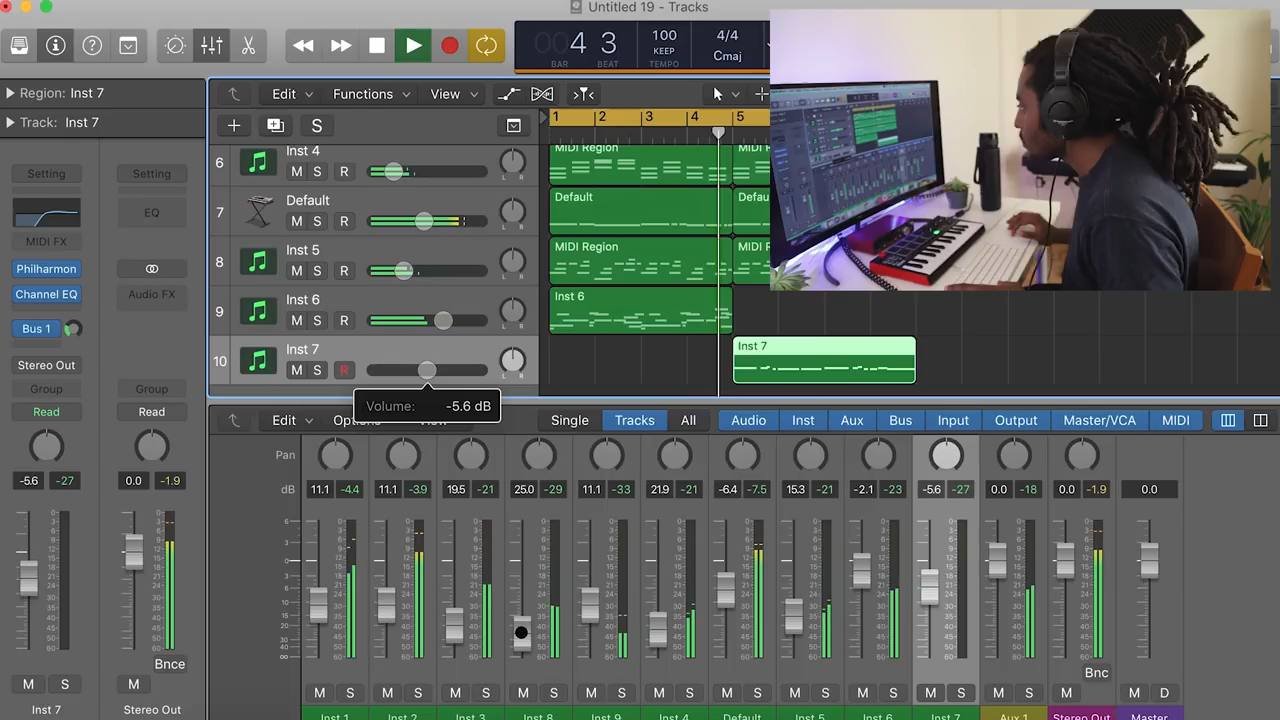 Untitled 19 - Tracks
004 3
BAR BEAT
100
KEEP
TEMPO
4/4
Cmaj
Region: Inst 7
Track: Inst 7
Edit Functions View
S
1 2 3 4 5
Setting Setting
EQ
MIDI FX
Philharmon
Channel EQ
Audio FX
Bus 1
Stereo Out
Group Group
Read Read
-5.6 -27 0.0 -1.9
Bnce
M S M
Inst 7 Stereo Out
6 Inst 4
M S R
L R
MIDI Region
7 Default
M S R
L R
Default
8 Inst 5
M S R
L R
MIDI Region
9 Inst 6
M S R
L R
Inst 6
10 Inst 7
M S R
L R
Inst 7
Volume: -5.6 dB
Edit
Single Tracks All Audio Inst Aux Bus Input Output Master/VCA MIDI
Pan
dB 11.1 -4.4 11.1 -3.9 19.5 -21 25.0 -29 11.1 -33 21.9 -21 -6.4 -7.5 15.3 -21 -2.1 -23 -5.6 -27 0.0 -18 0.0 -1.9 0.0
Bnc
M S M S M S M S M S M S M S M S M S M S M S M M D
Inst 1 Inst 2 Inst 3 Inst 8 Inst 9 Inst 4 Default Inst 5 Inst 6 Inst 7 Aux 1 Stereo Out Master